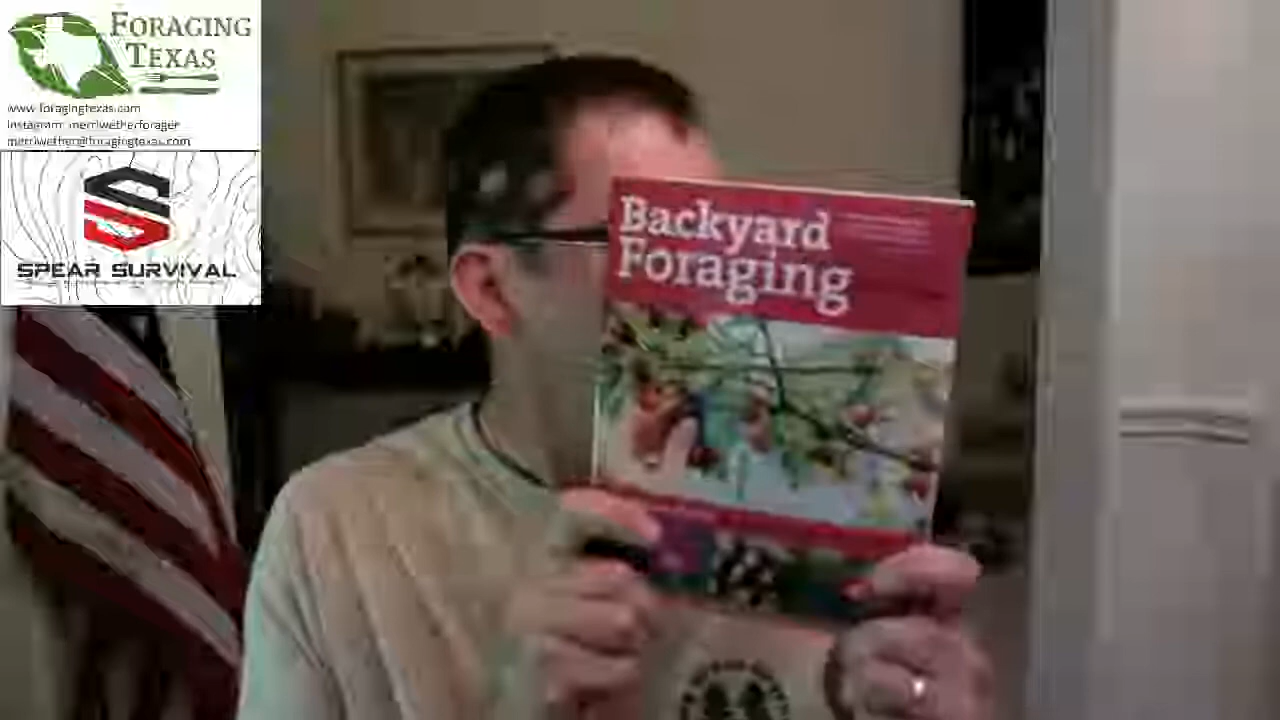 FORAGING
TEXAS
www.foragingtexas.com
Instagram: merriwetherforager
merriwether@foragingtexas.com
SPEAR SURVIVAL
Backyard
Foraging